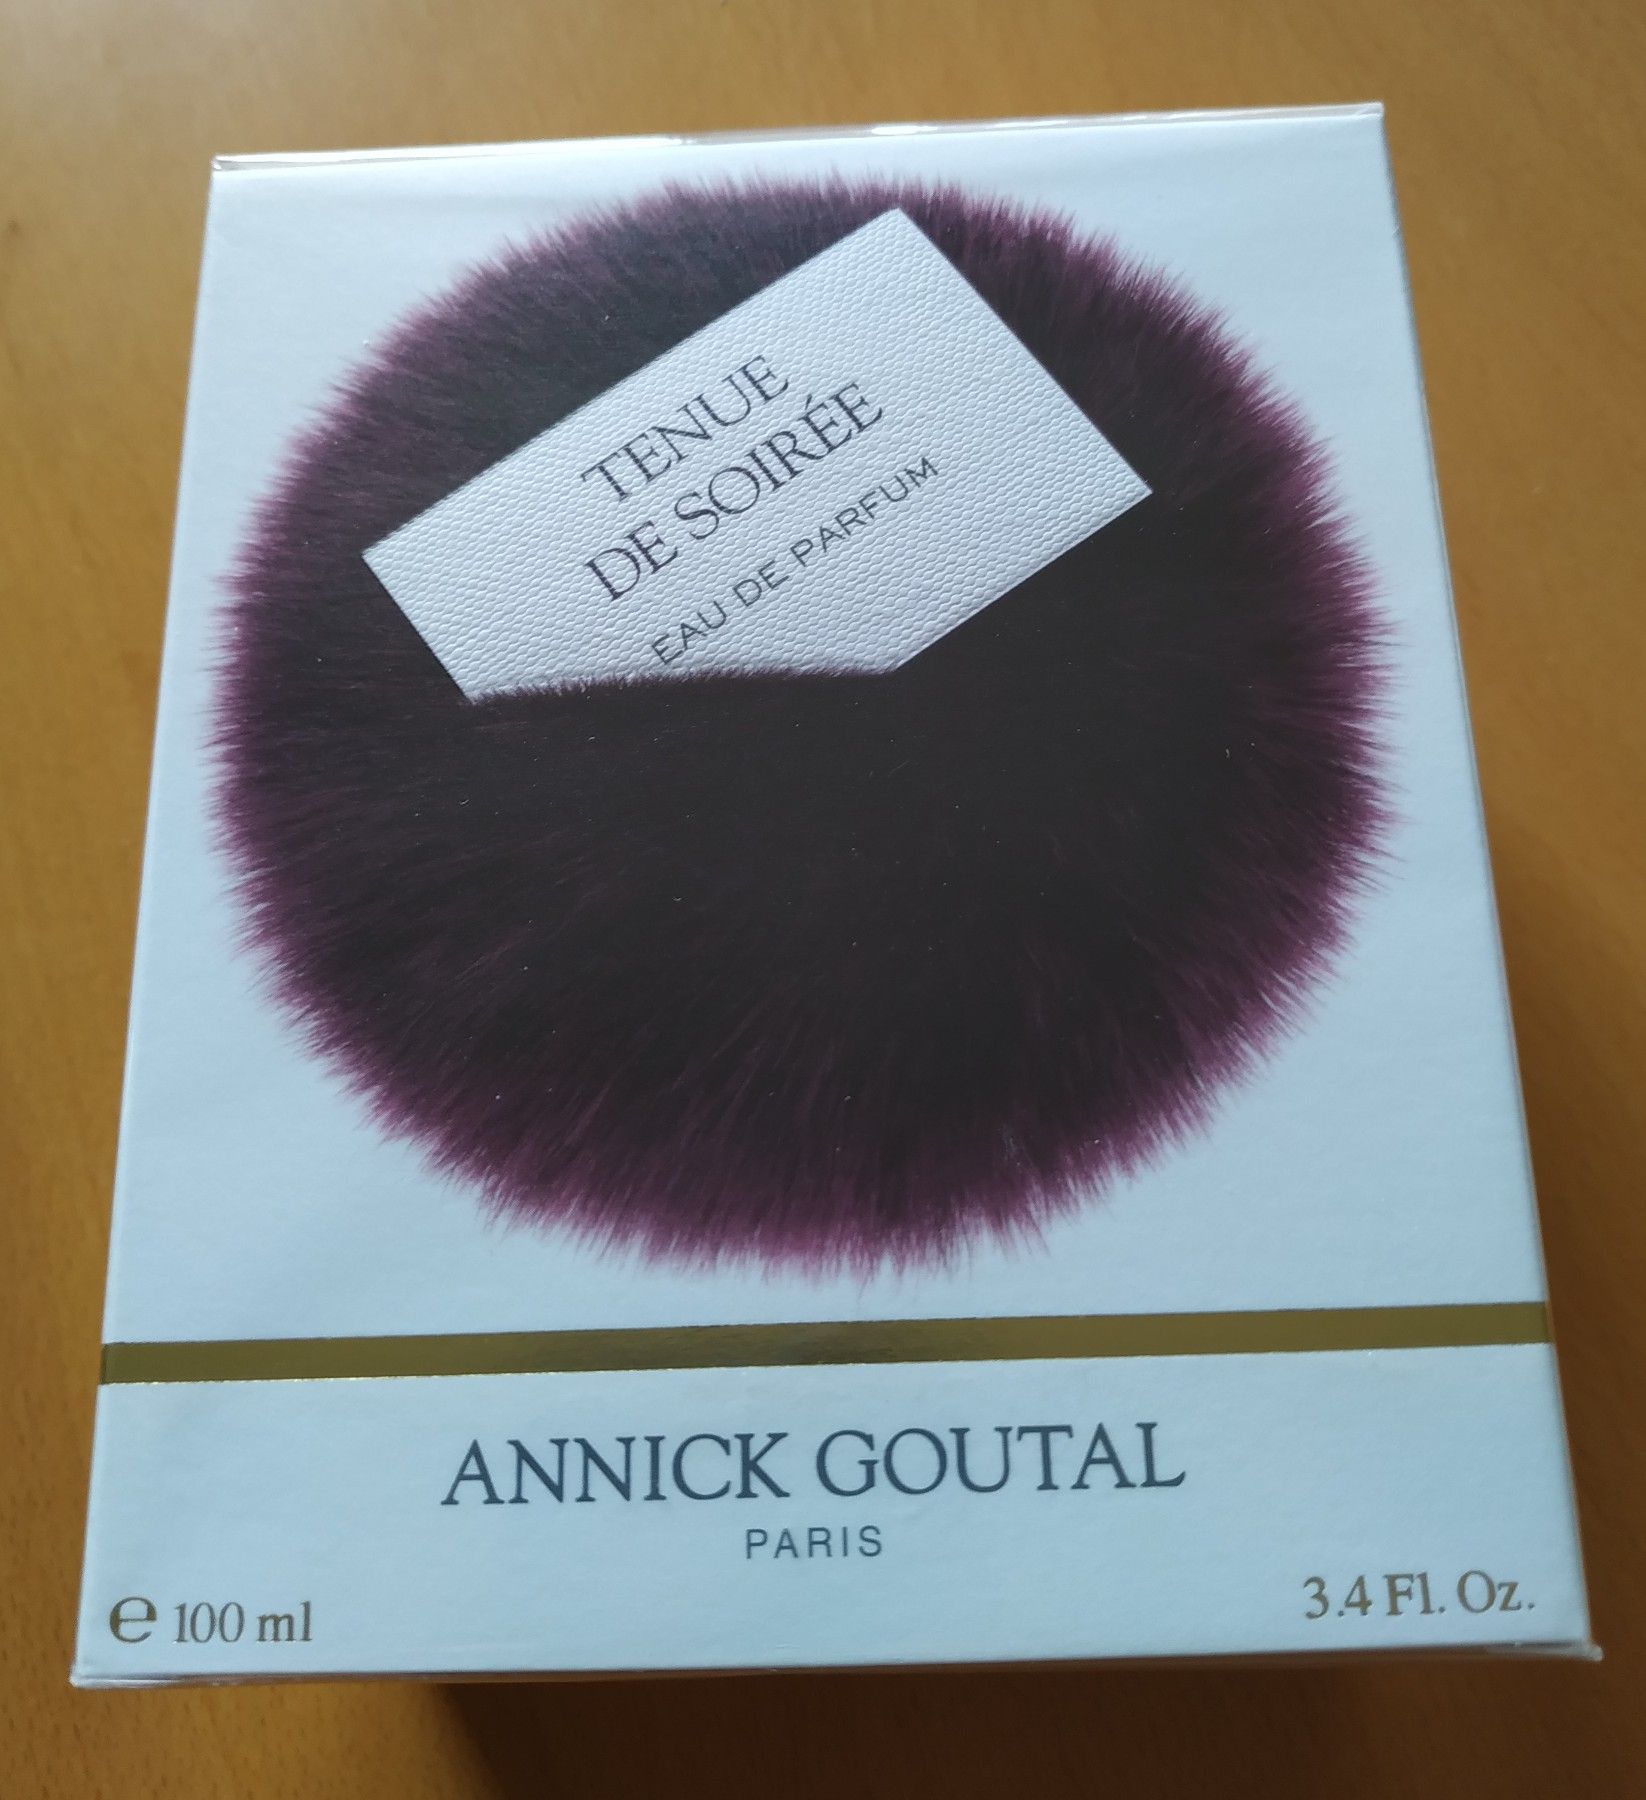 TENUE
DE SOIRÉE
EAU DE PARFUM
ANNICK GOUTAL
PARIS
e 100 ml
3.4 Fl. Oz.